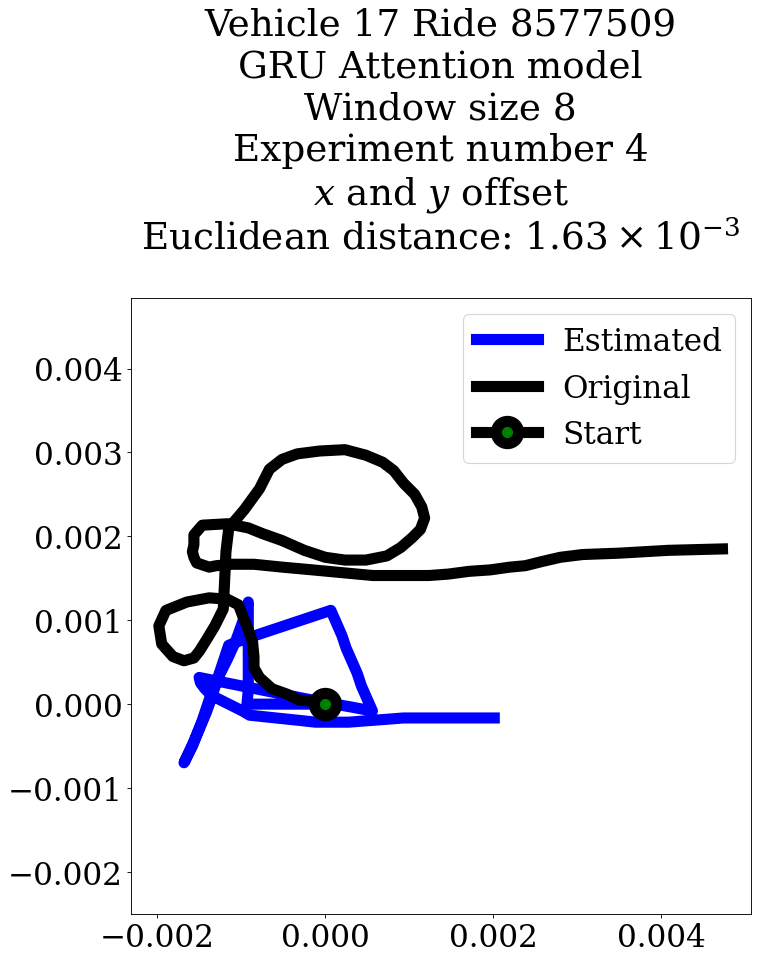 Vehicle 17 Ride 8577509
GRU Attention model
Window size 8
Experiment number 4
x and y offset
Euclidean distance: 1.63 × 10⁻³
Estimated
Original
Start
0.004
0.003
0.002
0.001
0.000
−0.001
−0.002
−0.002 0.000 0.002 0.004